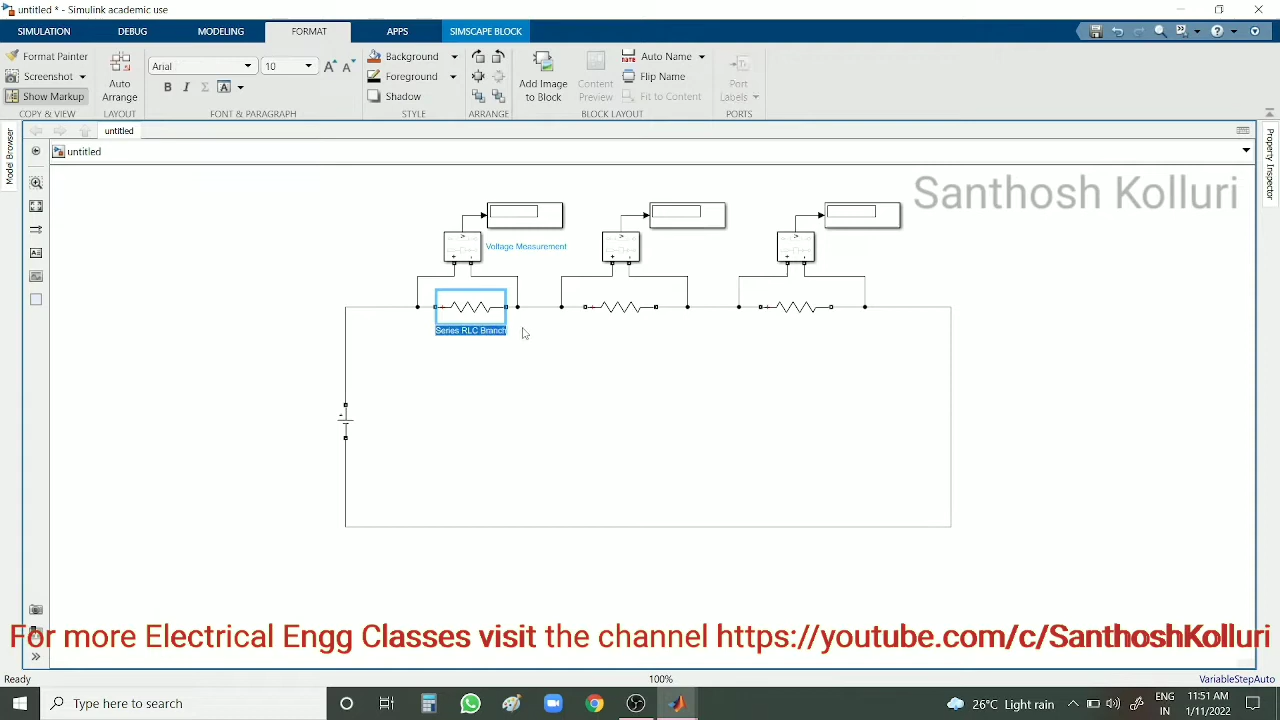 untitled * - Simulink academic use
SIMULATION
DEBUG
MODELING
FORMAT
APPS
SIMSCAPE BLOCK
Format Painter
Screenshot
Show Markup
COPY & VIEW
Auto
Arrange
LAYOUT
Arial
10
B I Σ A
FONT & PARAGRAPH
Background
Foreground
Shadow
STYLE
ARRANGE
Add Image
to Block
Content
Preview
Auto Name
Flip Name
Fit to Content
BLOCK LAYOUT
Port
Labels
PORTS
Model Browser
untitled
untitled
Property Inspector
Santhosh Kolluri
Voltage Measurement
Series RLC Branch
For more Electrical Engg Classes visit the channel https://youtube.com/c/SanthoshKolluri
Ready
100%
VariableStepAuto
Type here to search
26°C Light rain
ENG
IN
11:51 AM
1/11/2022